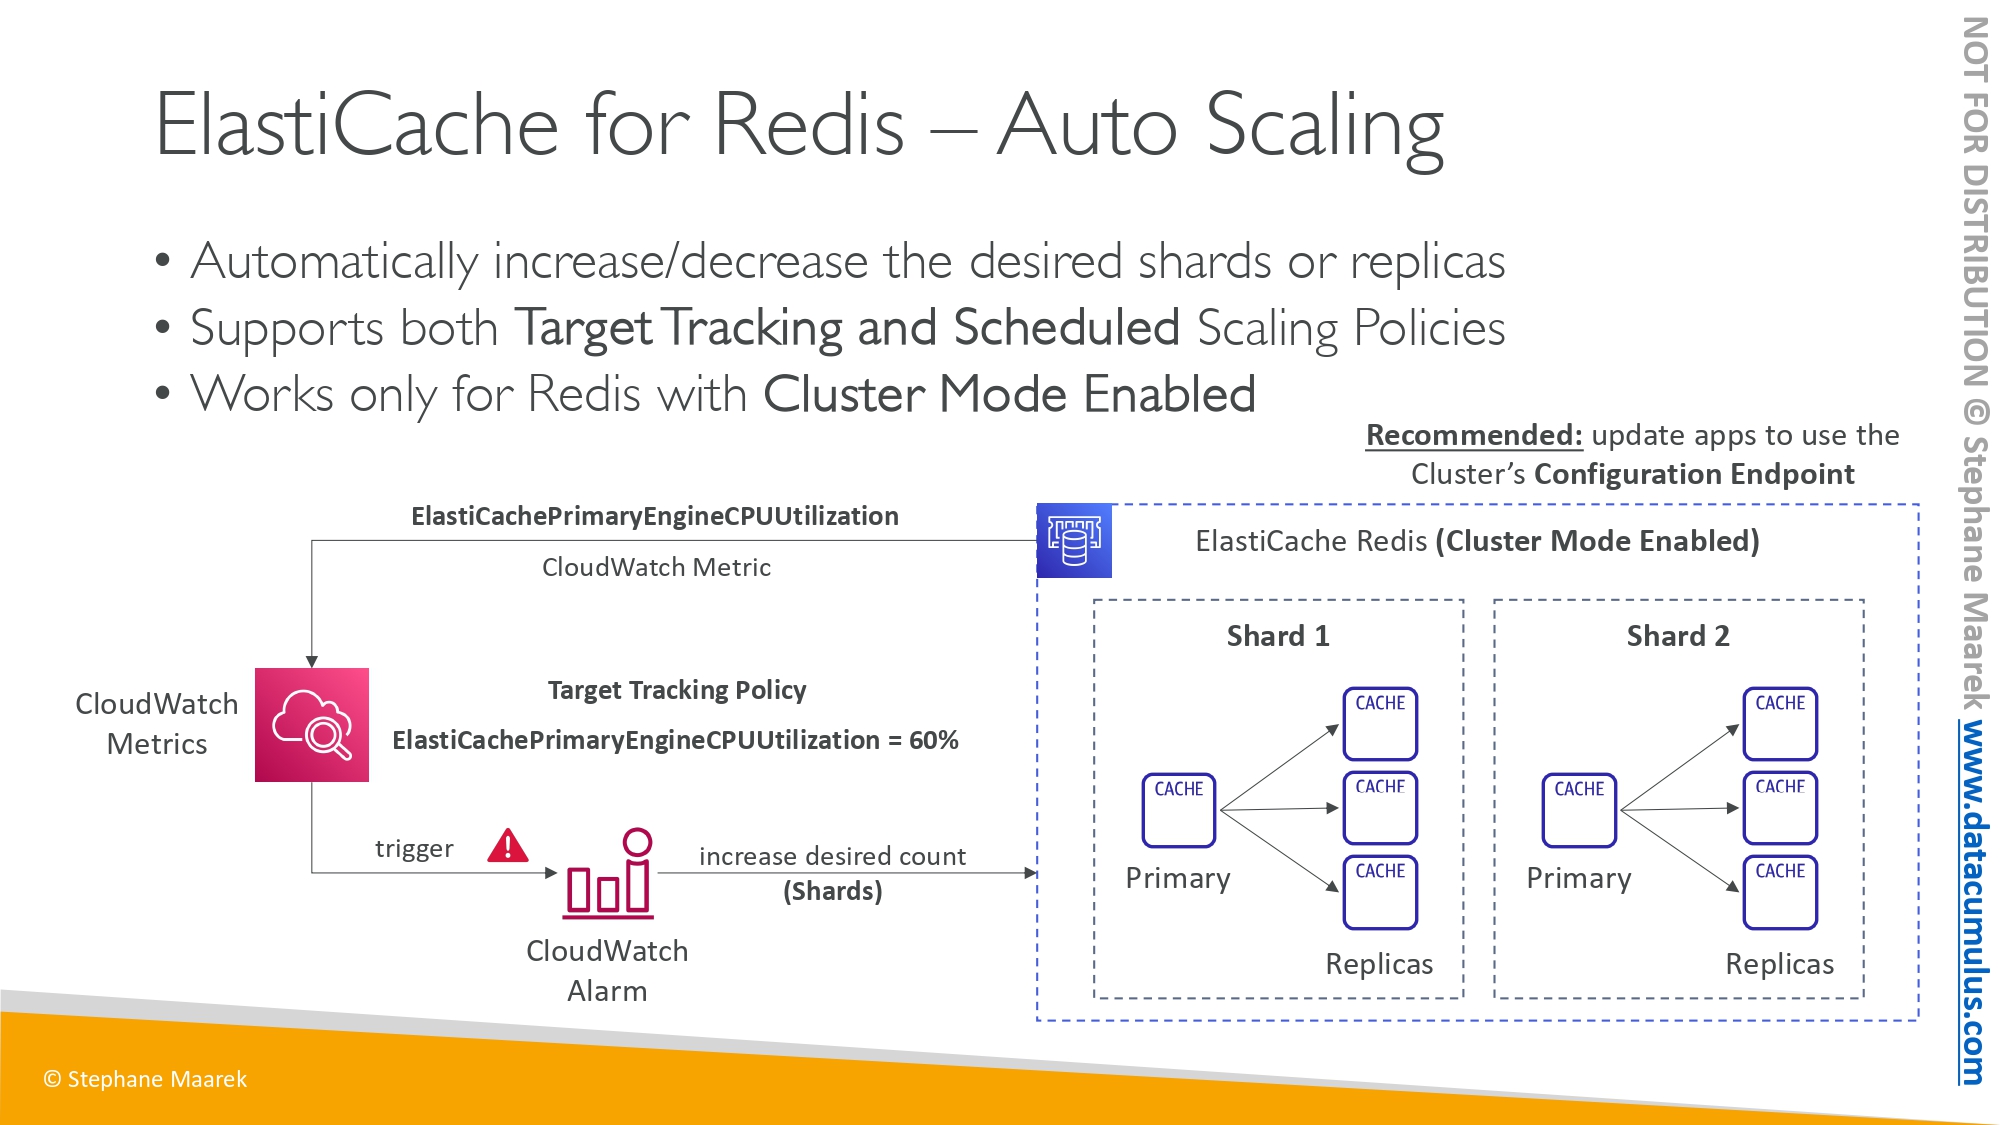 ElastiCache for Redis – Auto Scaling
• Automatically increase/decrease the desired shards or replicas
• Supports both Target Tracking and Scheduled Scaling Policies
• Works only for Redis with Cluster Mode Enabled
Recommended: update apps to use the
Cluster’s Configuration Endpoint
ElastiCachePrimaryEngineCPUUtilization
CloudWatch Metric
ElastiCache Redis (Cluster Mode Enabled)
CloudWatch
Metrics
Target Tracking Policy
ElastiCachePrimaryEngineCPUUtilization = 60%
trigger
CloudWatch
Alarm
increase desired count
(Shards)
Shard 1
CACHE
Primary
CACHE
CACHE
CACHE
Replicas
Shard 2
CACHE
Primary
CACHE
CACHE
CACHE
Replicas
© Stephane Maarek
NOT FOR DISTRIBUTION © Stephane Maarek www.datacumulus.com